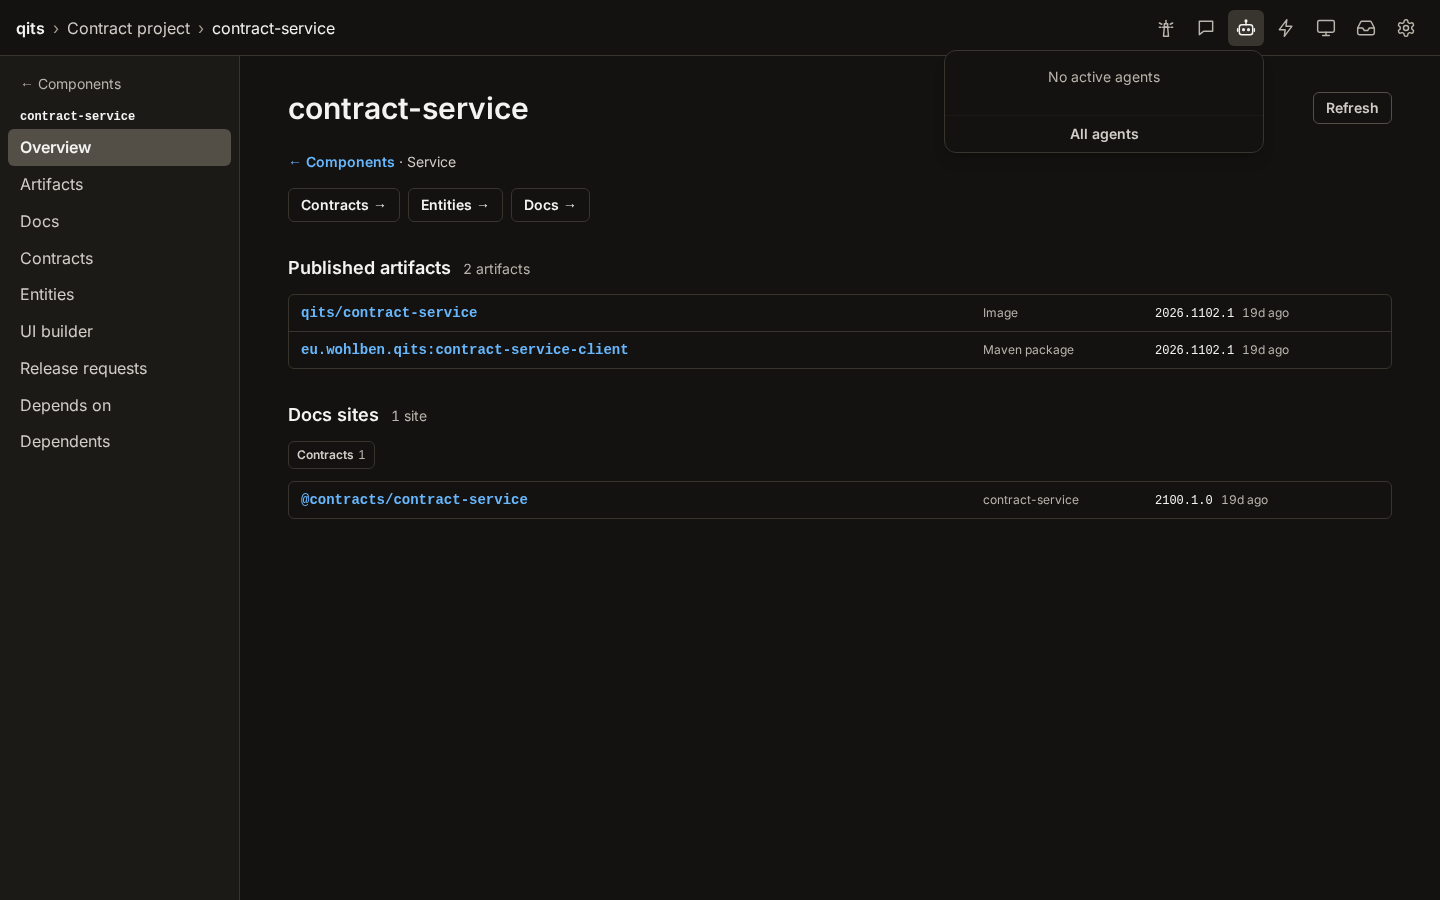 qits › Contract project › contract-service
No active agents
All agents
← Components
contract-service
Overview
Artifacts
Docs
Contracts
Entities
UI builder
Release requests
Depends on
Dependents
contract-service
Refresh
← Components · Service
Contracts →
Entities →
Docs →
Published artifacts 2 artifacts
qits/contract-service Image 2026.1102.1 19d ago
eu.wohlben.qits:contract-service-client Maven package 2026.1102.1 19d ago
Docs sites 1 site
Contracts 1
@contracts/contract-service contract-service 2100.1.0 19d ago